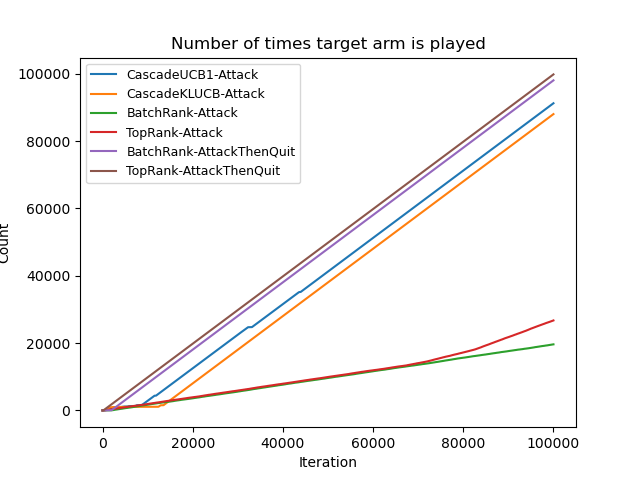 Number of times target arm is played
CascadeUCB1-Attack
CascadeKLUCB-Attack
BatchRank-Attack
TopRank-Attack
BatchRank-AttackThenQuit
TopRank-AttackThenQuit
100000
80000
60000
40000
20000
0
Count
0 20000 40000 60000 80000 100000
Iteration